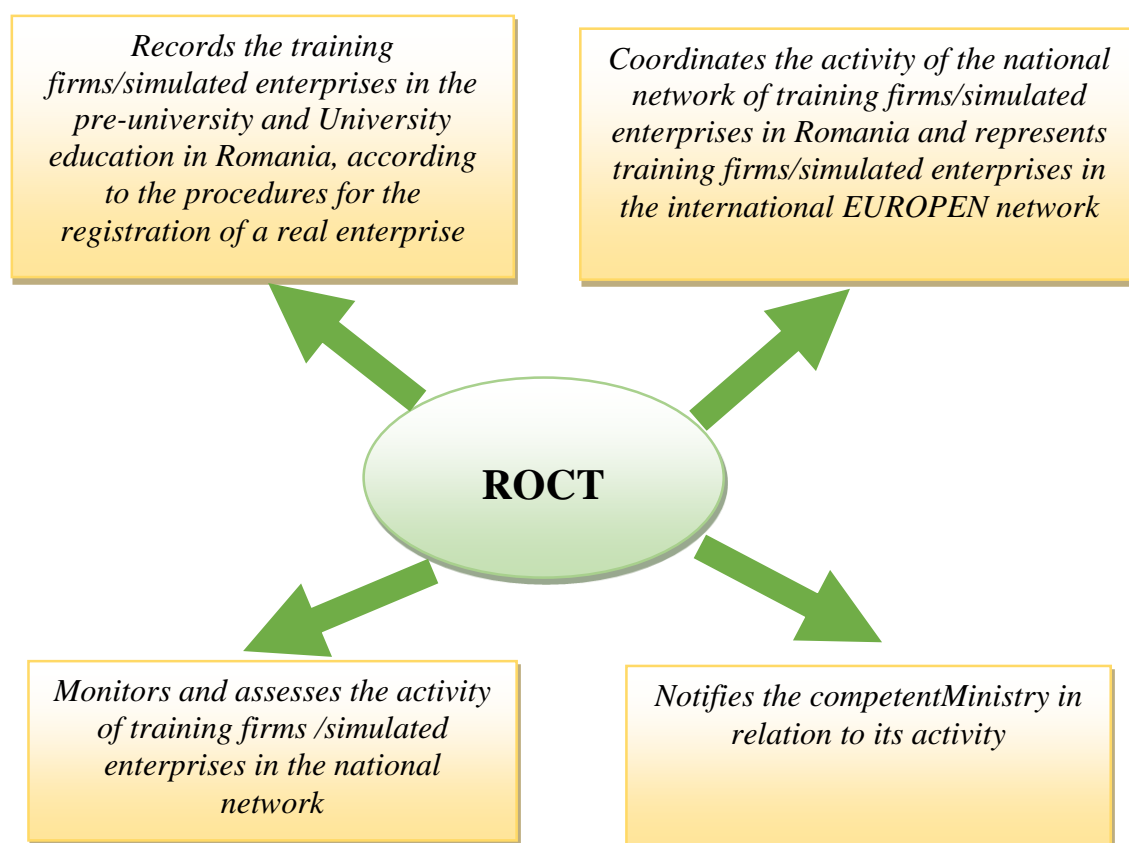 Records the training
firms/simulated enterprises in the
pre-university and University
education in Romania, according
to the procedures for the
registration of a real enterprise
Coordinates the activity of the national
network of training firms/simulated
enterprises in Romania and represents
training firms/simulated enterprises in
the international EUROPEN network
ROCT
Monitors and assesses the activity
of training firms /simulated
enterprises in the national
network
Notifies the competentMinistry in
relation to its activity